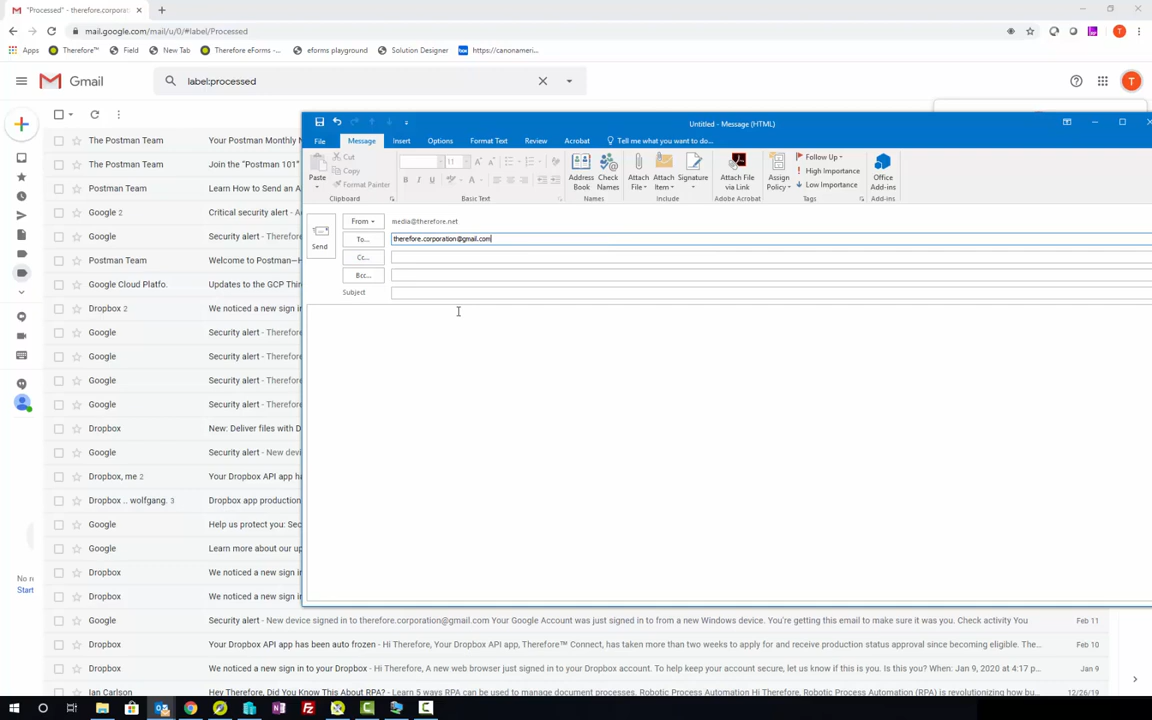 "Processed" - therefore.corporati
mail.google.com/mail/u/0/#label/Processed
Apps
Therefore™
Field
New Tab
Therefore eForms -...
eforms playground
Solution Designer
box
https://canonameri...
T
Gmail
label:processed
T
Untitled - Message (HTML)
File
Message
Insert
Options
Format Text
Review
Acrobat
Tell me what you want to do...
Paste
Cut
Copy
Format Painter
Clipboard
11
B I U
A
Basic Text
Address Book
Check Names
Names
Attach File
Attach Item
Signature
Include
Attach File via Link
Adobe Acrobat
Assign Policy
Follow Up
High Importance
Low Importance
Tags
Office Add-ins
Add-ins
Send
From
media@therefore.net
To...
therefore.corporation@gmail.com
Cc...
Bcc...
Subject
The Postman Team Your Postman Monthly N
The Postman Team Join the "Postman 101"
Postman Team Learn How to Send an A
Google 2 Critical security alert - A
Google Security alert - Therefore
Postman Team Welcome to Postman—H
Google Cloud Platfo. Updates to the GCP Thir
Dropbox 2 We noticed a new sign i
Google Security alert - Therefore
Google Security alert - Therefore
Google Security alert - Therefore
Google Security alert - Therefore
Dropbox New: Deliver files with D
Google Security alert - New devi
Dropbox, me 2 Your Dropbox API app ha
Dropbox .. wolfgang. 3 Dropbox app production
Google Help us protect you: Sec
Google Learn more about our up
Dropbox We noticed a new sign i
Dropbox We noticed a new sign in
No re
Start
Google Security alert - New device signed in to therefore.corporation@gmail.com Your Google Account was just signed in to from a new Windows device. You're getting this email to make sure it was you. Check activity You Feb 11
Dropbox Your Dropbox API app has been auto frozen - Hi Therefore, Your Dropbox API app, Therefore™ Connect, has more than two weeks to apply for and receive production status approval since becoming eligible. The... Feb 10
Dropbox We noticed a new sign in to your Dropbox - Hi Therefore, A new web browser just signed in to your Dropbox account. To help keep your account secure, let us know if this is you. Is this you? When: Jan 9, 2020 at 4:17 p... Jan 9
Ian Carlson Hey Therefore, Did You Know This About RPA? - Learn 5 ways RPA can be used to manage document processes. Robotic Process Automation Hi Therefore, Robotic Process Automation (RPA) is revolutionizing how bu... 12/26/19